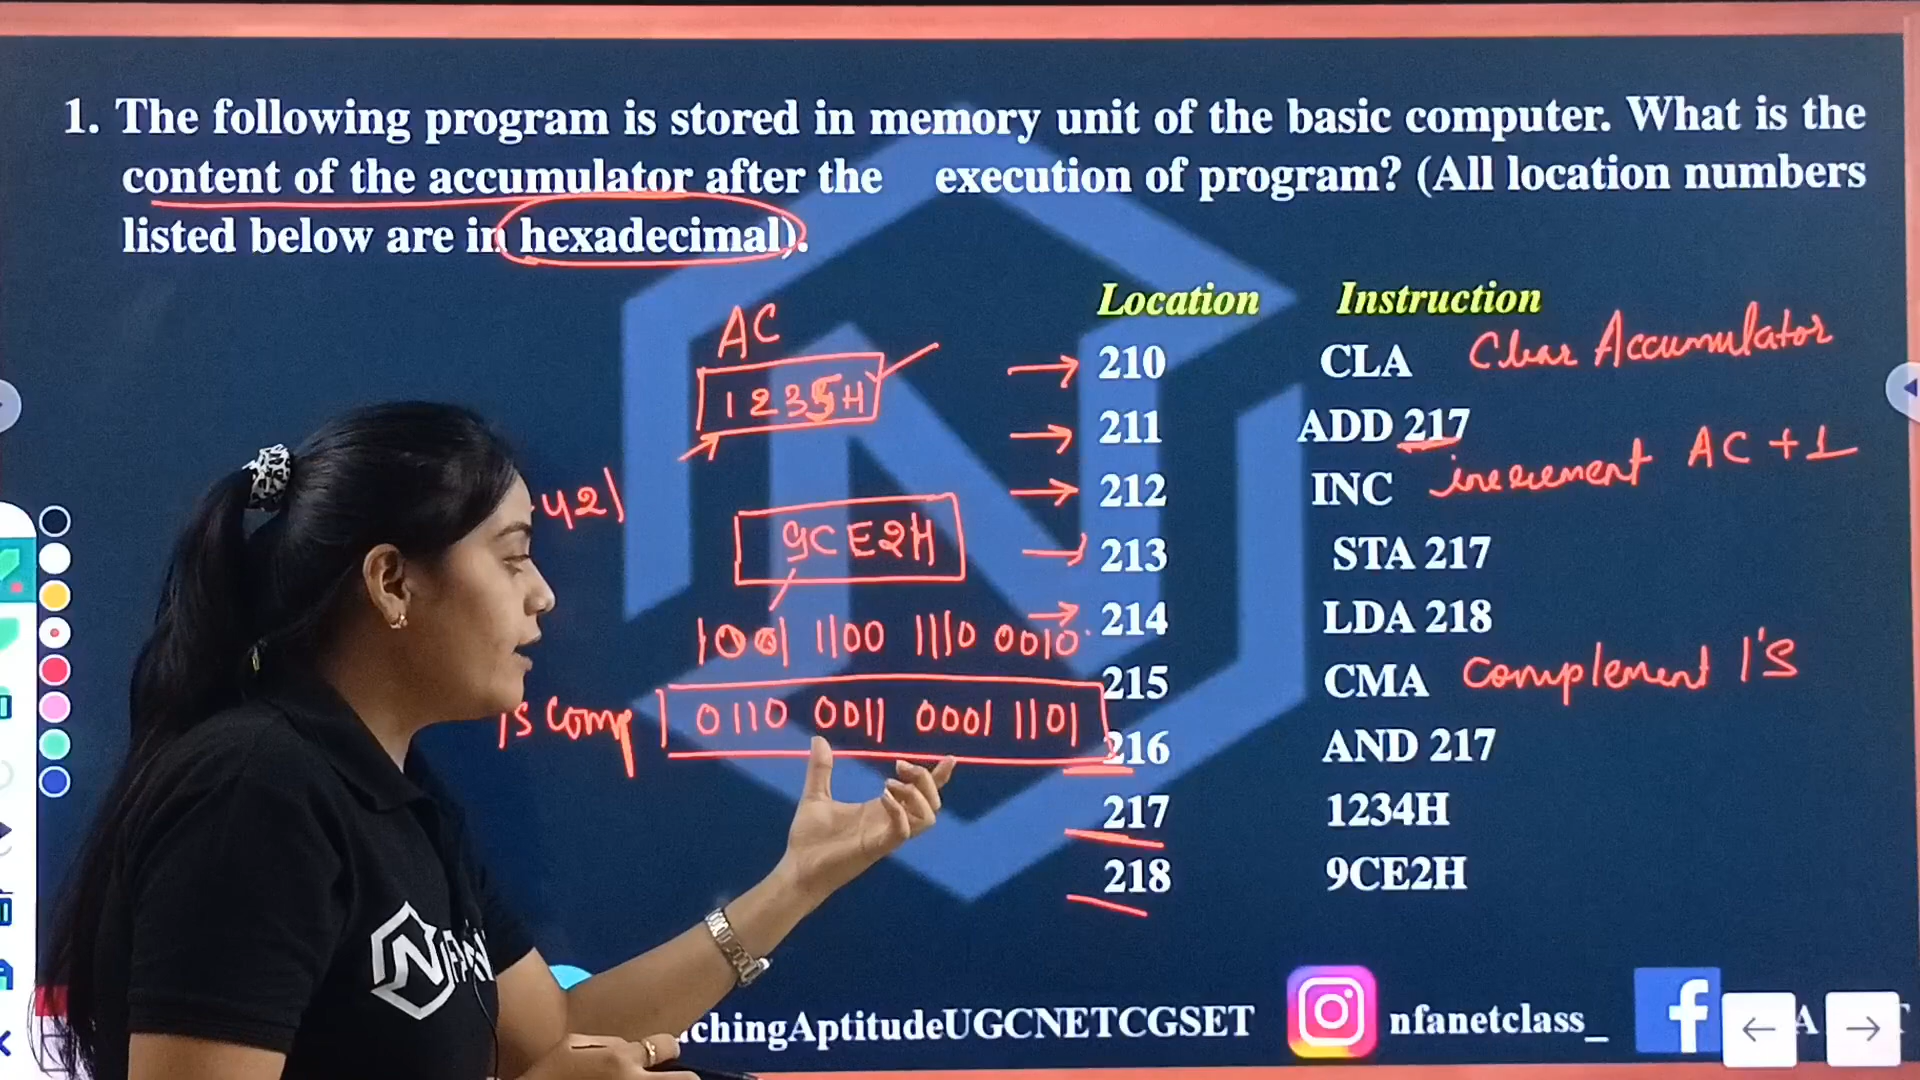 1. The following program is stored in memory unit of the basic computer. What is the
content of the accumulator after the execution of program? (All location numbers
listed below are in hexadecimal).
Location Instruction
210 CLA Clear Accumulator
211 ADD 217
212 INC increment AC + 1
213 STA 217
214 LDA 218
215 CMA complement 1's
216 AND 217
217 1234H
218 9CE2H
AC
1235H
42)
9CE2H
1001 1100 1110 0010
1s comp 0110 0011 0001 1101
chingAptitudeUGCNETCGSET nfanetclass_